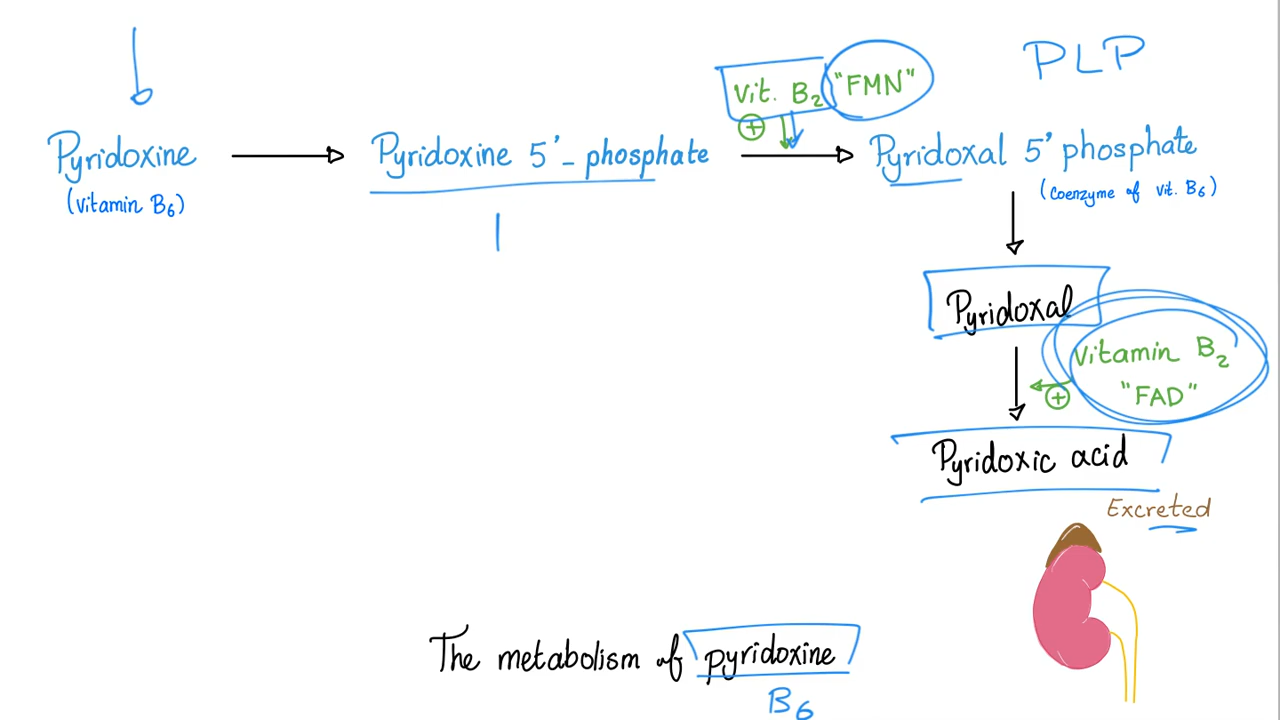 PLP
Vit. B2 "FMN"
Pyridoxine
(vitamin B6)
Pyridoxine 5'- phosphate
Pyridoxal 5' phosphate
(coenzyme of vit. B6)
Pyridoxal
Vitamin B2
"FAD"
Pyridoxic acid
Excreted
The metabolism of pyridoxine
B6